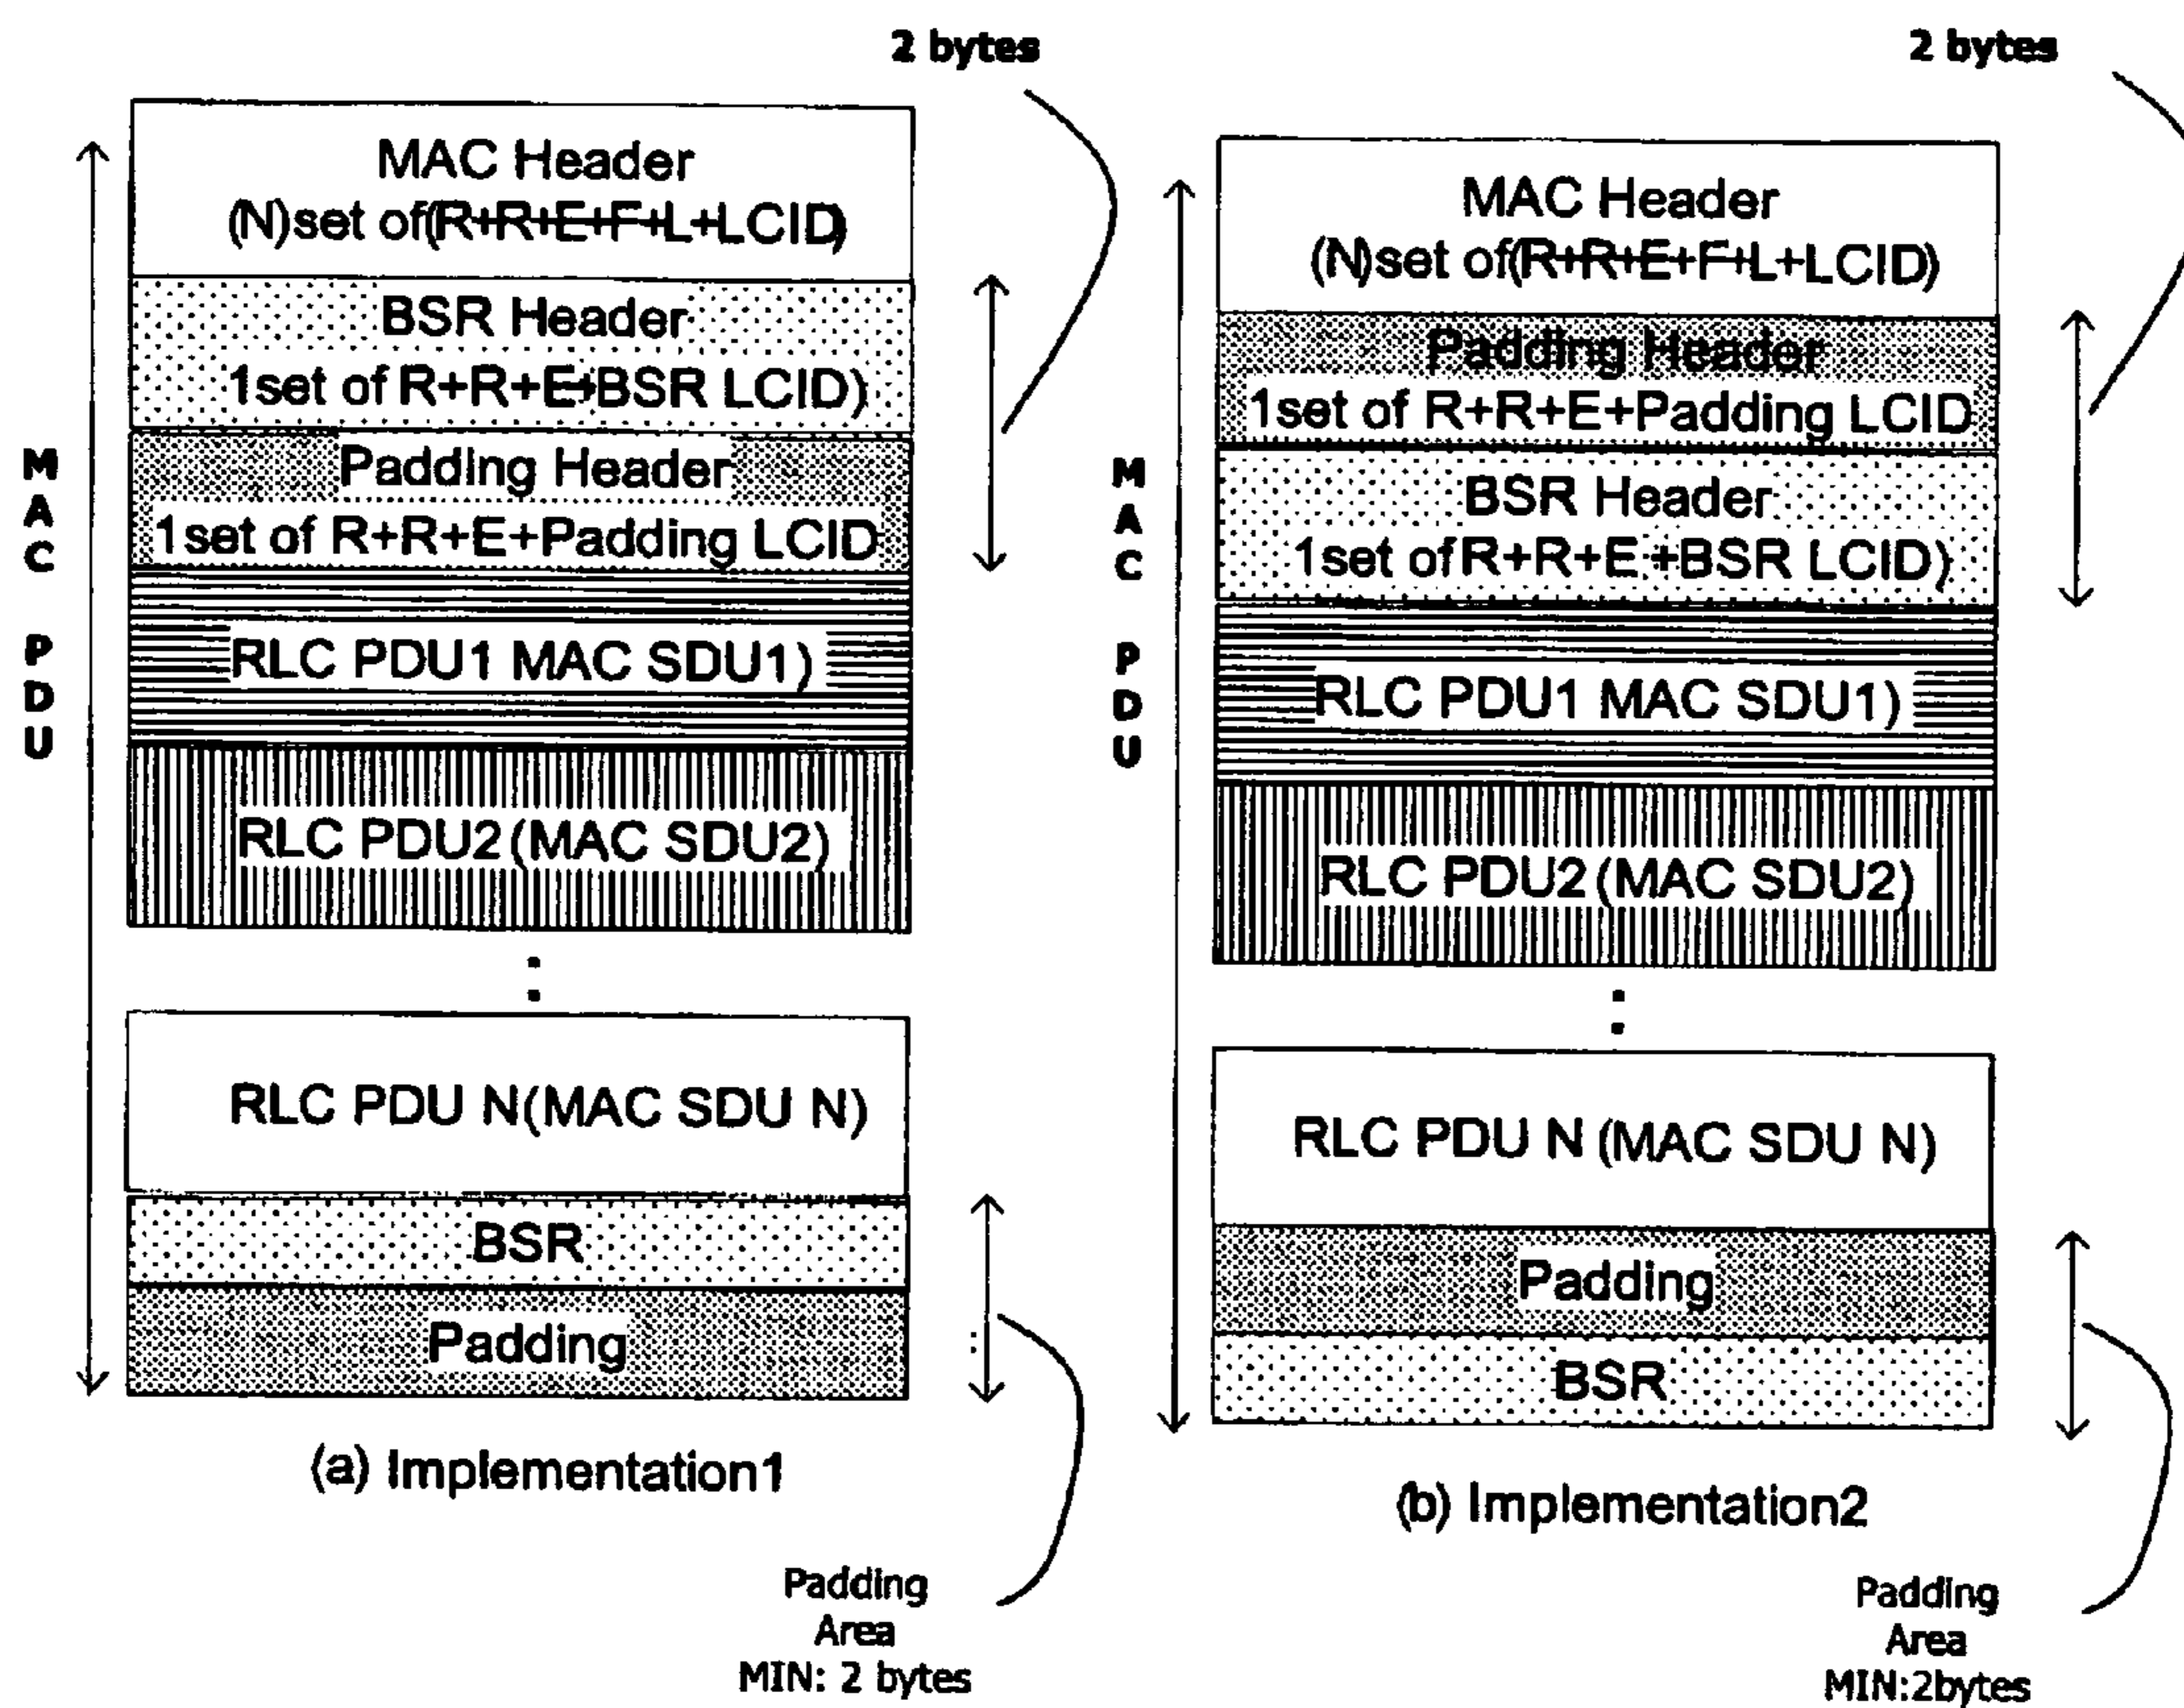 2 bytes
MAC Header
(N)set of(R+R+E+F+L+LCID)
BSR Header
1set of R+R+E+BSR LCID)
Padding Header
1set of R+R+E+Padding LCID
RLC PDU1 MAC SDU1)
RLC PDU2 (MAC SDU2)
:
RLC PDU N(MAC SDU N)
BSR
Padding
MAC PDU
(a) Implementation1
Padding
Area
MIN: 2 bytes
2 bytes
MAC Header
(N)set of(R+R+E+F+L+LCID)
Padding Header
1set of R+R+E+Padding LCID
BSR Header
1set of R+R+E +BSR LCID)
RLC PDU1 MAC SDU1)
RLC PDU2 (MAC SDU2)
:
RLC PDU N (MAC SDU N)
Padding
BSR
MAC PDU
(b) Implementation2
Padding
Area
MIN:2bytes